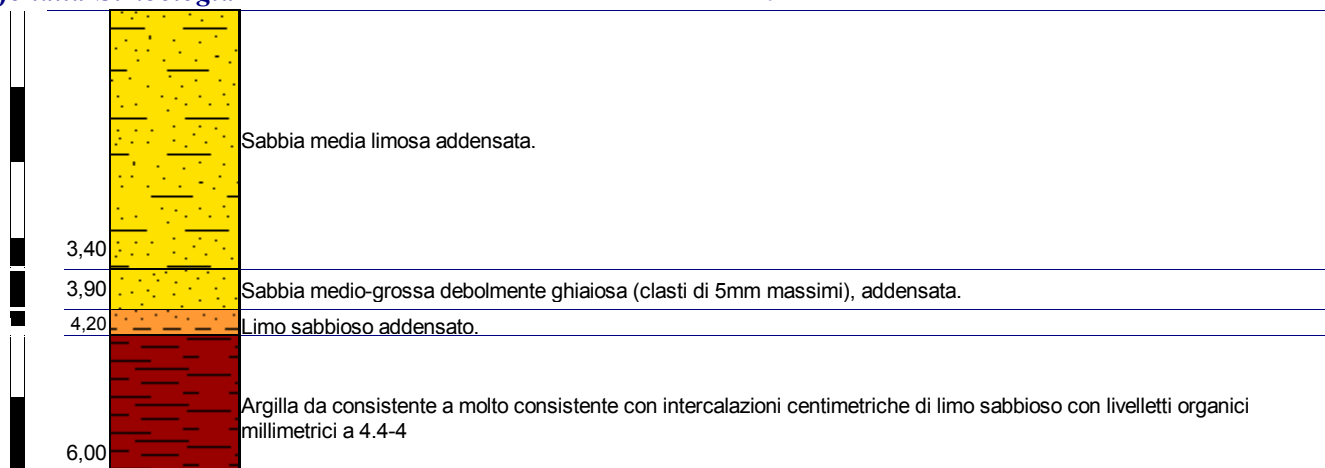 Sabbia media limosa addensata.
3,40
3,90 Sabbia medio-grossa debolmente ghiaiosa (clasti di 5mm massimi), addensata.
4,20 Limo sabbioso addensato.
Argilla da consistente a molto consistente con intercalazioni centimetriche di limo sabbioso con livelletti organici
millimetrici a 4.4-4
6,00